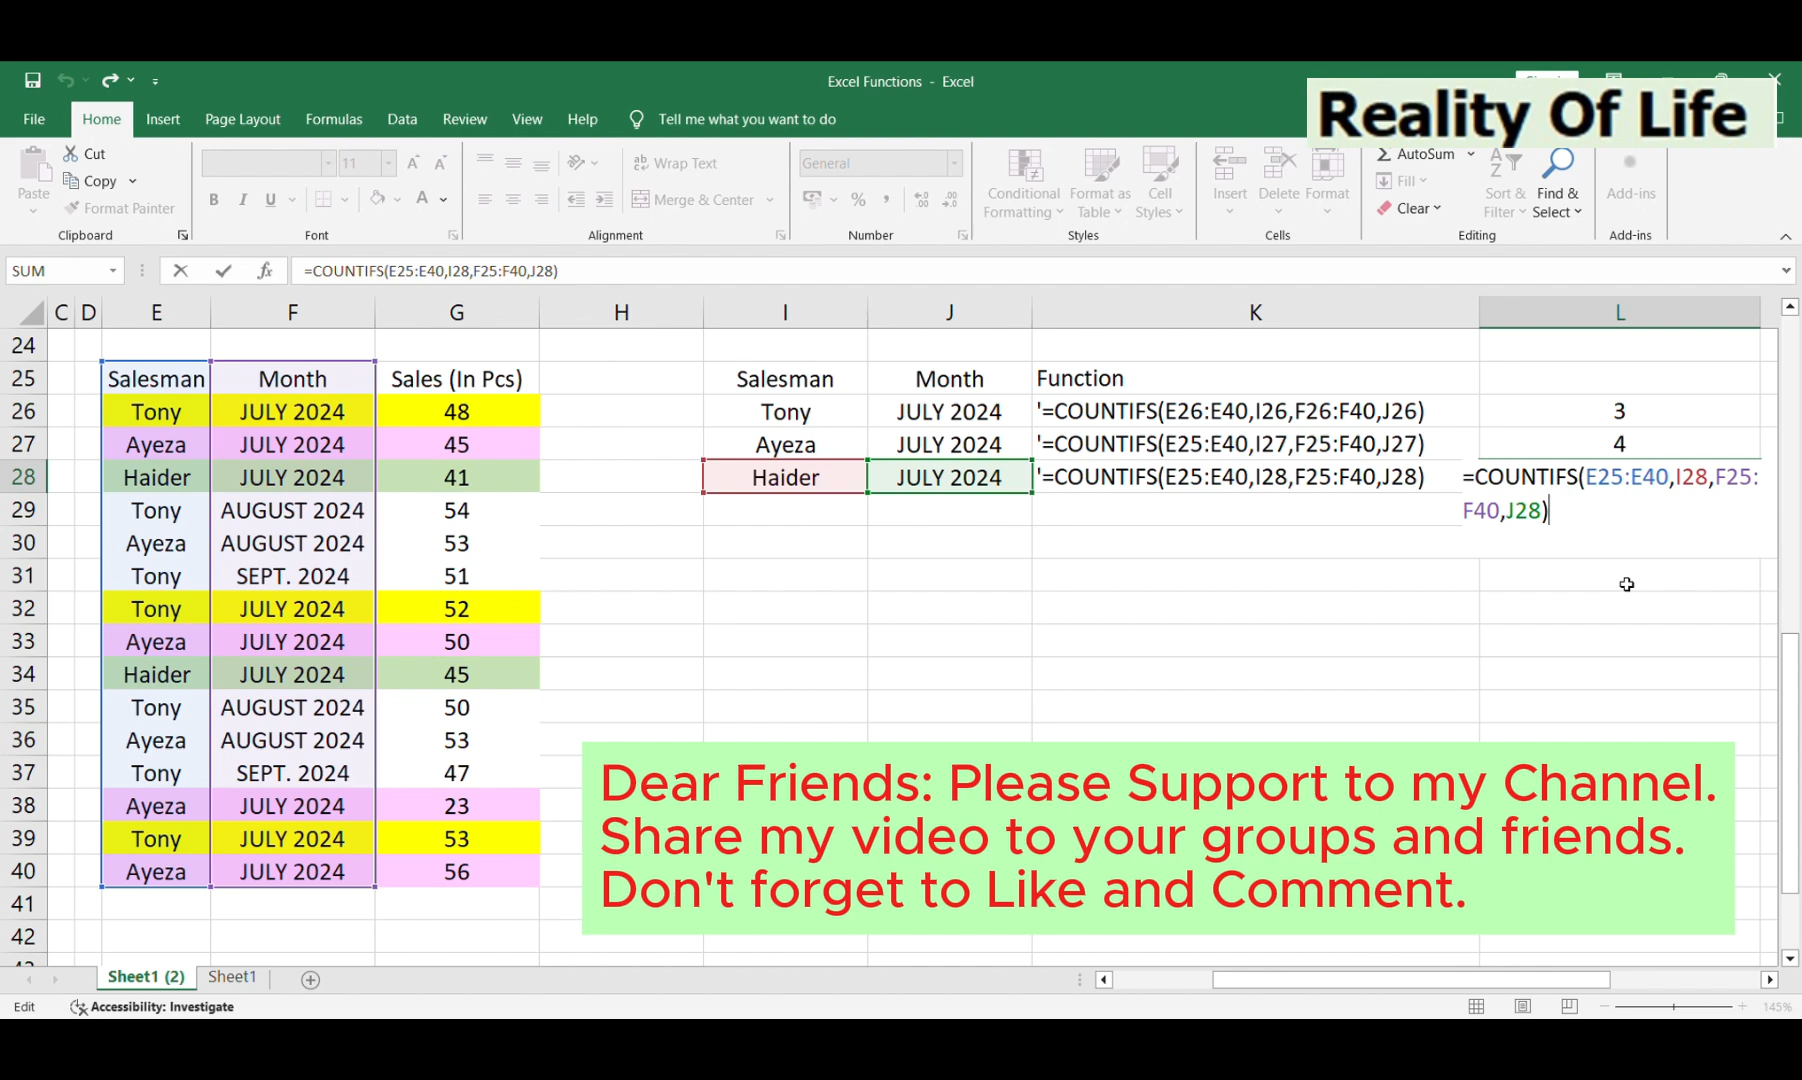 Excel Functions - Excel
Reality Of Life
File Home Insert Page Layout Formulas Data Review View Help Tell me what you want to do
Paste
Cut
Copy
Format Painter
Clipboard
11
Font
Wrap Text
Merge & Center
Alignment
General
Number
Conditional Formatting
Format as Table
Cell Styles
Styles
Insert
Delete
Format
Cells
AutoSum
Fill
Clear
Sort & Filter
Find & Select
Editing
Add-ins
Add-ins
SUM =COUNTIFS(E25:E40,I28,F25:F40,J28)
C D E F G H I J K L
24
25 Salesman Month Sales (In Pcs) Salesman Month Function
26 Tony JULY 2024 48 Tony JULY 2024 '=COUNTIFS(E26:E40,I26,F26:F40,J26) 3
27 Ayeza JULY 2024 45 Ayeza JULY 2024 '=COUNTIFS(E25:E40,I27,F25:F40,J27) 4
28 Haider JULY 2024 41 Haider JULY 2024 '=COUNTIFS(E25:E40,I28,F25:F40,J28) =COUNTIFS(E25:E40,I28,F25:
29 Tony AUGUST 2024 54 F40,J28)
30 Ayeza AUGUST 2024 53
31 Tony SEPT. 2024 51
32 Tony JULY 2024 52
33 Ayeza JULY 2024 50
34 Haider JULY 2024 45
35 Tony AUGUST 2024 50
36 Ayeza AUGUST 2024 53
37 Tony SEPT. 2024 47
38 Ayeza JULY 2024 23
39 Tony JULY 2024 53
40 Ayeza JULY 2024 56
41
42
Dear Friends: Please Support to my Channel.
Share my video to your groups and friends.
Don't forget to Like and Comment.
Sheet1 (2) Sheet1
Edit Accessibility: Investigate 145%